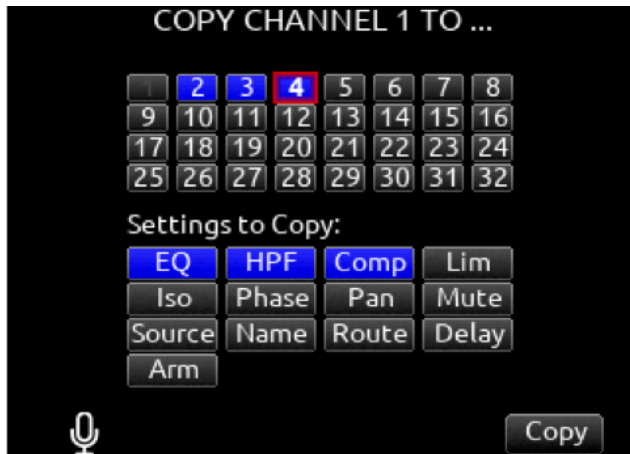 COPY CHANNEL 1 TO ...
1 2 3 4 5 6 7 8
9 10 11 12 13 14 15 16
17 18 19 20 21 22 23 24
25 26 27 28 29 30 31 32
Settings to Copy:
EQ HPF Comp Lim
Iso Phase Pan Mute
Source Name Route Delay
Arm
Copy